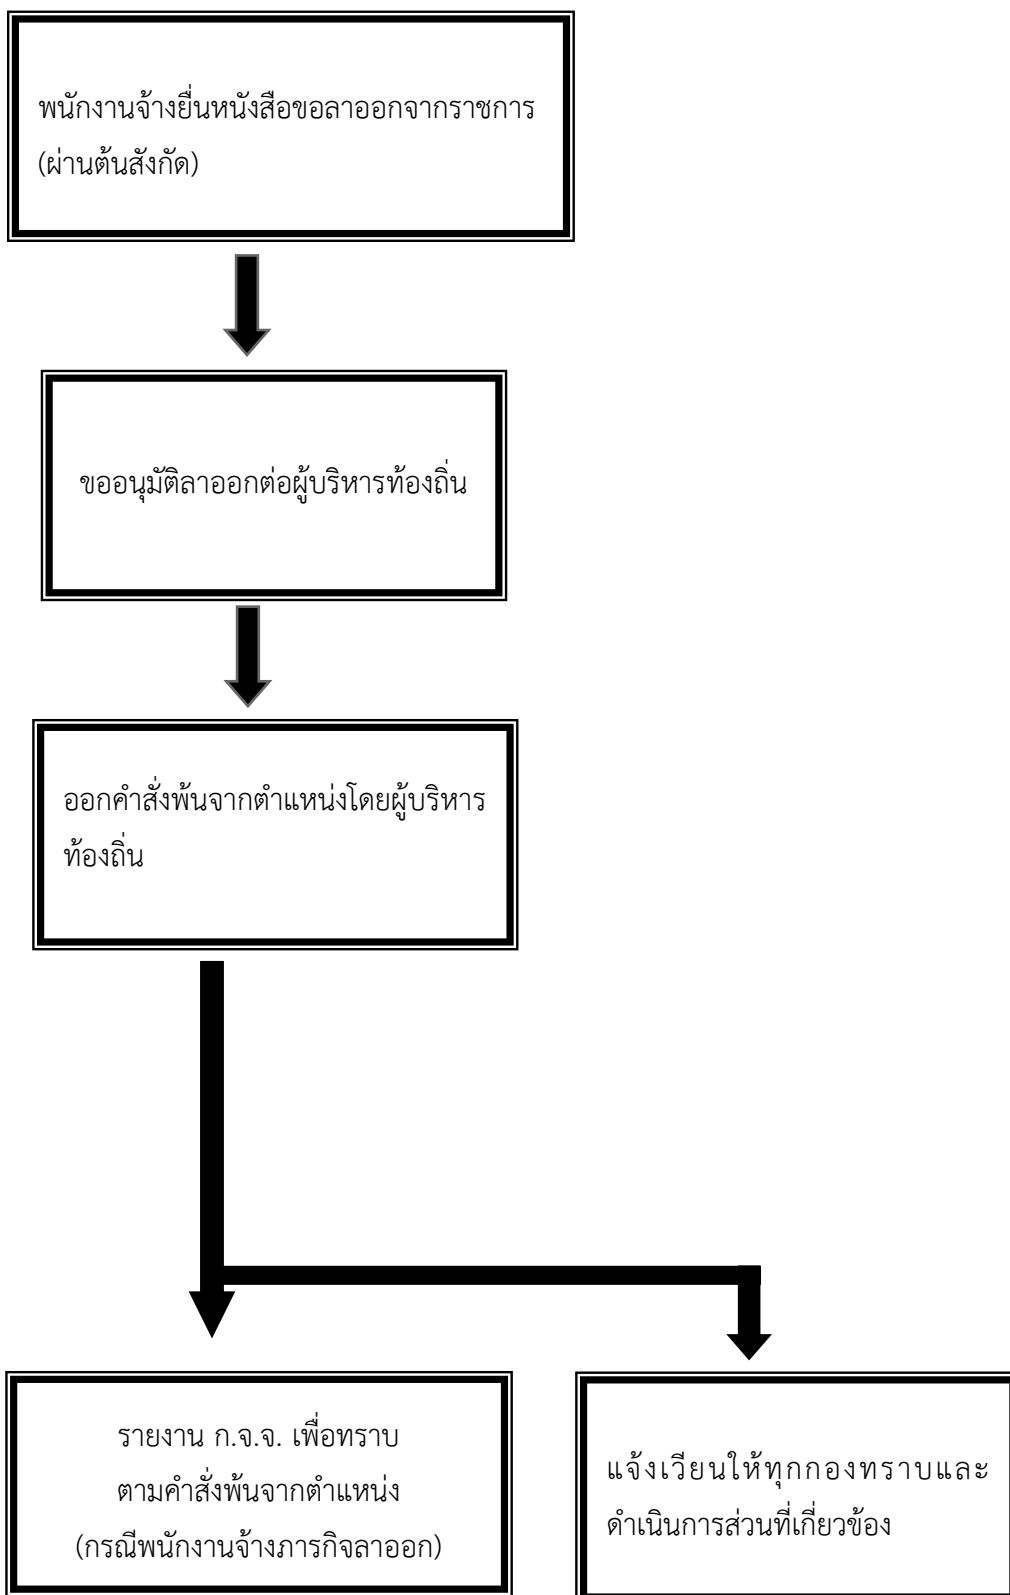 พนักงานจ้างยื่นหนังสือขอลาออกจากราชการ
(ผ่านต้นสังกัด)
ขออนุมัติลาออกต่อผู้บริหารท้องถิ่น
ออกคำสั่งพ้นจากตำแหน่งโดยผู้บริหาร
ท้องถิ่น
รายงาน ก.จ.จ. เพื่อทราบ
ตามคำสั่งพ้นจากตำแหน่ง
(กรณีพนักงานจ้างภารกิจลาออก)
แจ้งเวียนให้ทุกกองทราบและ
ดำเนินการส่วนที่เกี่ยวข้อง